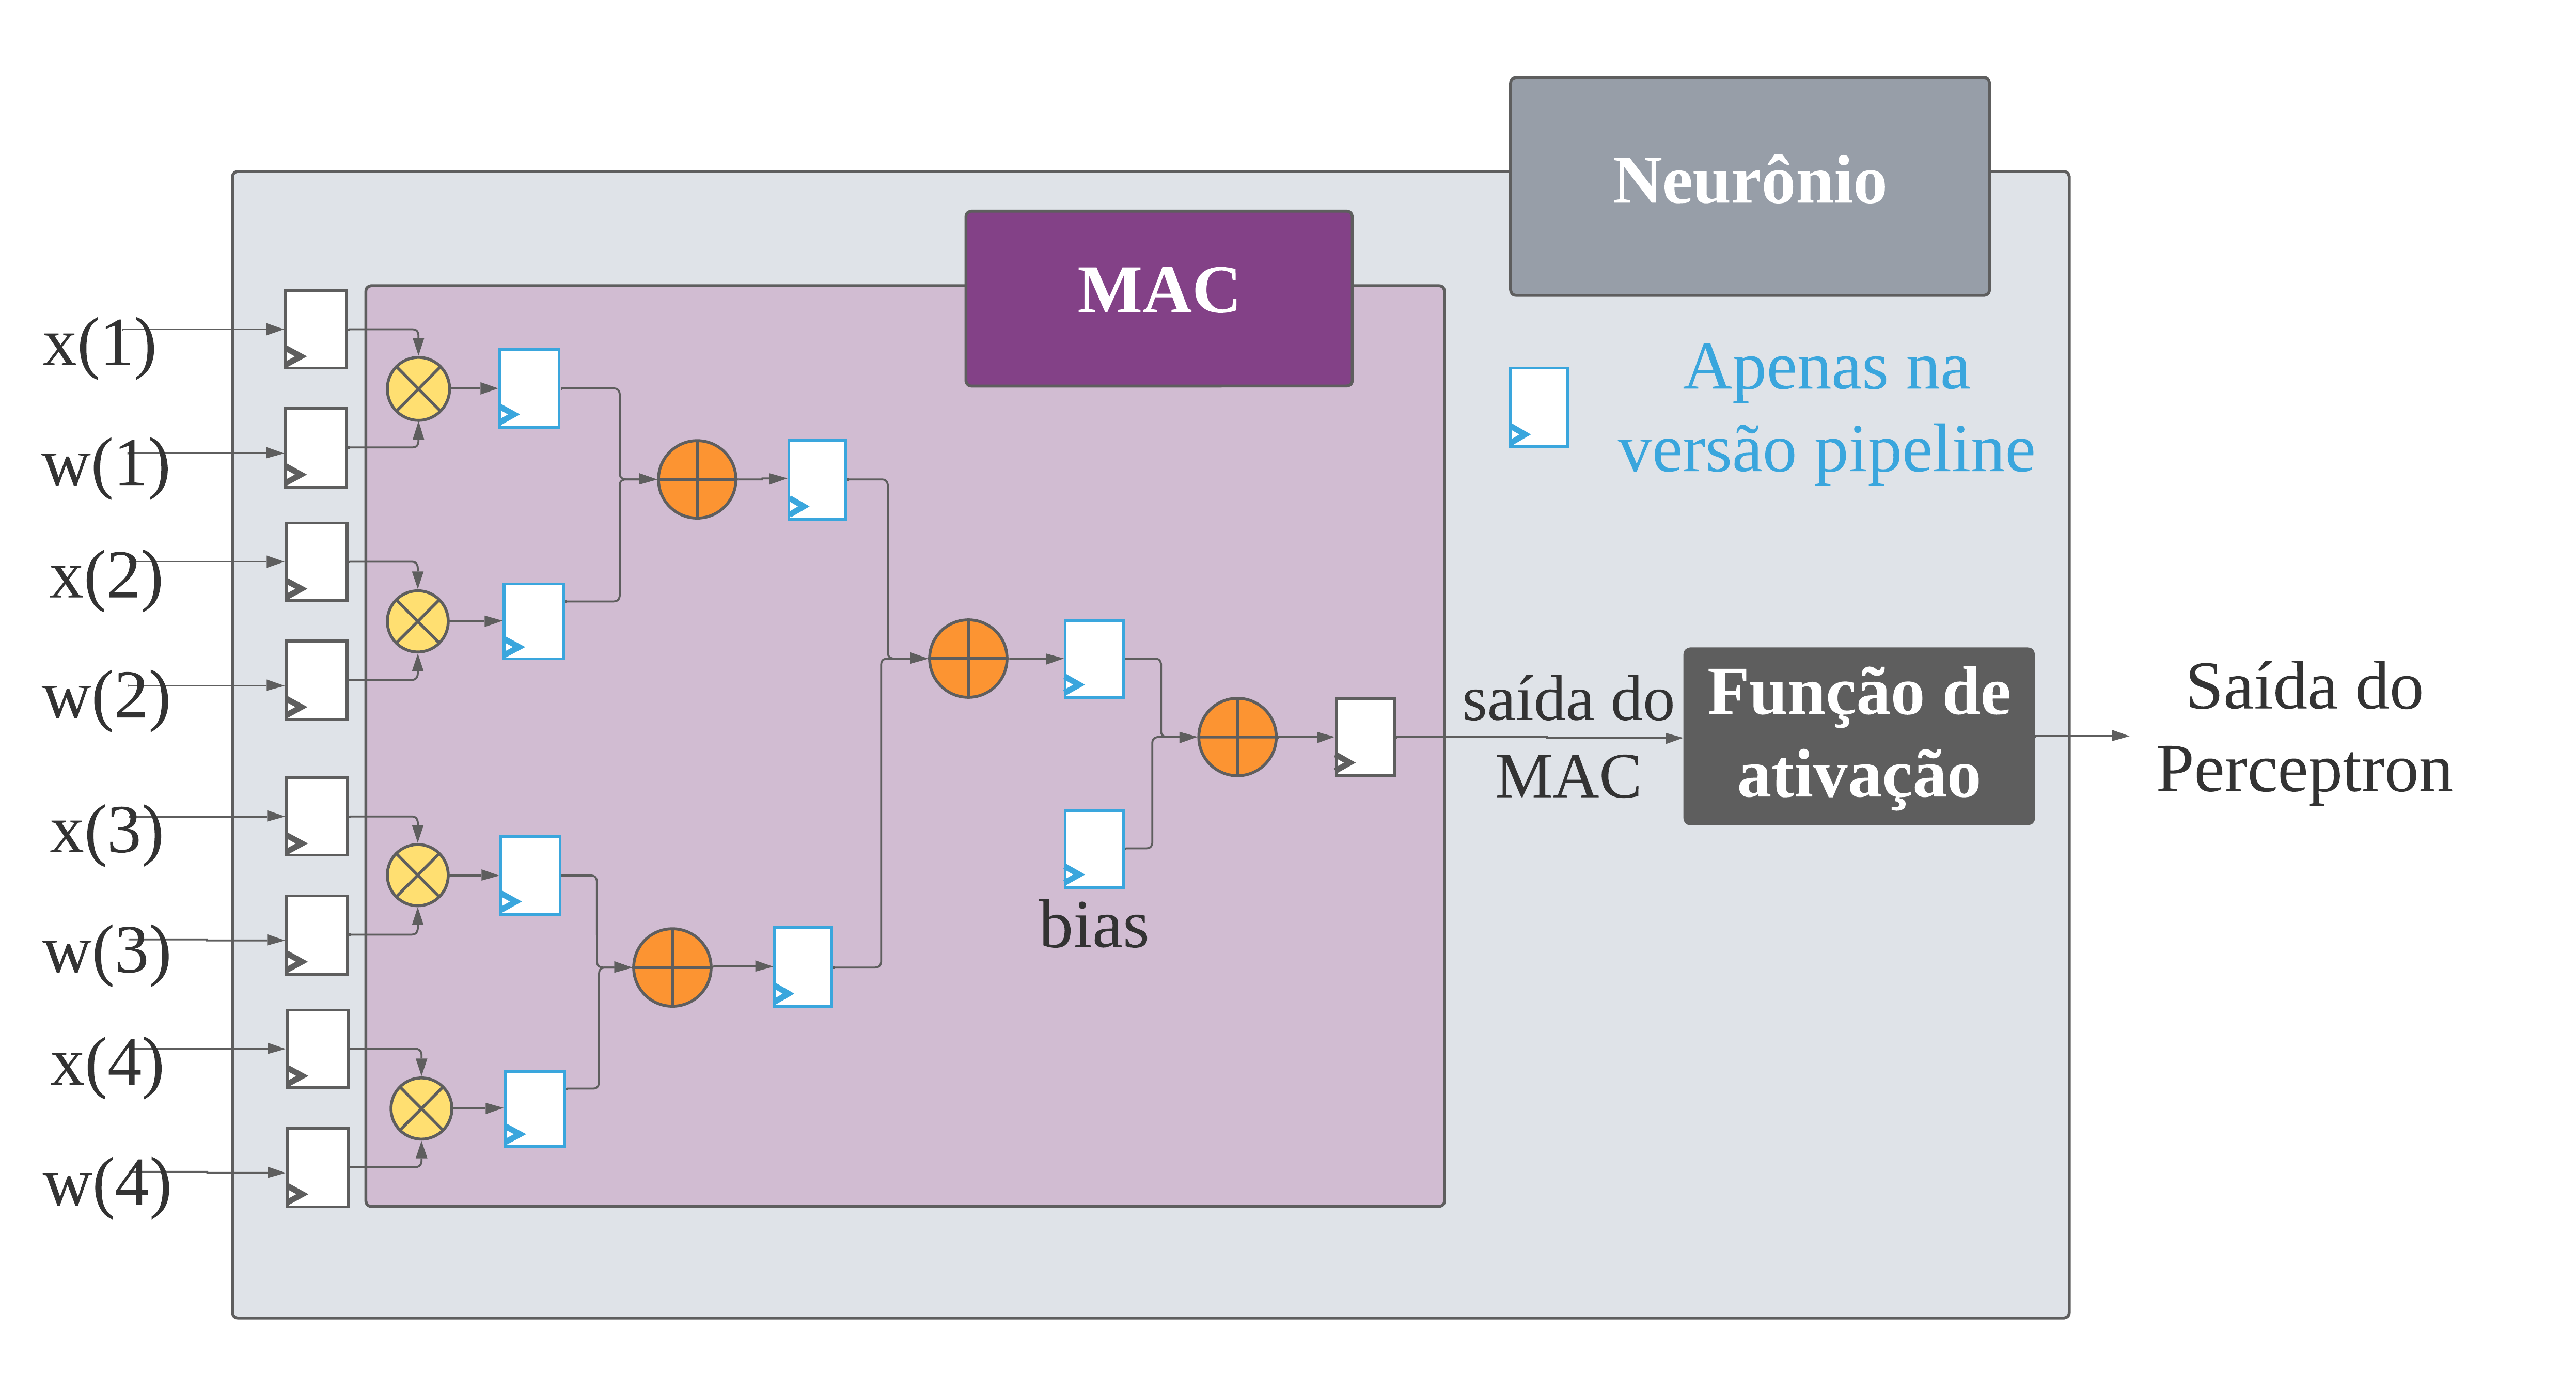 Neurônio
MAC
x(1)
w(1)
x(2)
w(2)
x(3)
w(3)
x(4)
w(4)
Apenas na
versão pipeline
bias
saída do
MAC
Função de
ativação
Saída do
Perceptron